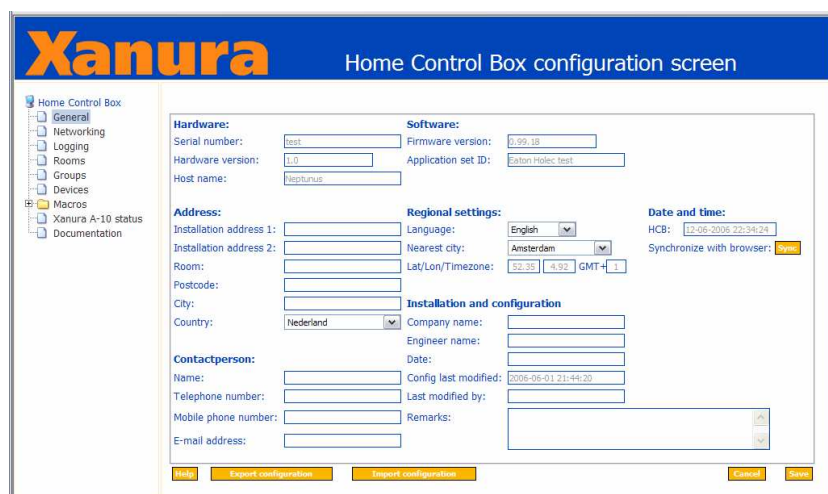 Xanura
Home Control Box configuration screen
Home Control Box
General
Networking
Logging
Rooms
Groups
Devices
Macros
Xanura A-10 status
Documentation
Hardware:
Serial number: test
Hardware version: 1.0
Host name: Neptunus
Software:
Firmware version: 0.99.18
Application set ID: Eaton Holec test
Address:
Installation address 1:
Installation address 2:
Room:
Postcode:
City:
Country: Nederland
Regional settings:
Language: English
Nearest city: Amsterdam
Lat/Lon/Timezone: 52.35 4.92 GMT+ 1
Date and time:
HCB: 12-06-2006 22:34:24
Synchronize with browser: Sync
Installation and configuration
Company name:
Engineer name:
Date:
Config last modified: 2006-06-01 21:44:20
Last modified by:
Remarks:
Contactperson:
Name:
Telephone number:
Mobile phone number:
E-mail address:
Help Export configuration Import configuration Cancel Save